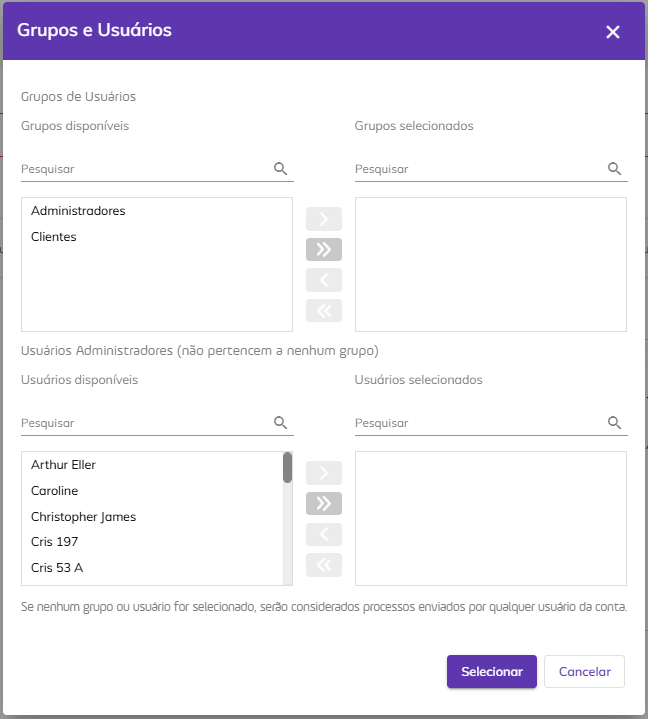 Grupos e Usuários
Grupos de Usuários
Grupos disponíveis
Grupos selecionados
Pesquisar
Pesquisar
Administradores
Clientes
Usuários Administradores (não pertencem a nenhum grupo)
Usuários disponíveis
Usuários selecionados
Pesquisar
Pesquisar
Arthur Eller
Caroline
Christopher James
Cris 197
Cris 53 A
Se nenhum grupo ou usuário for selecionado, serão considerados processos enviados por qualquer usuário da conta.
Selecionar
Cancelar